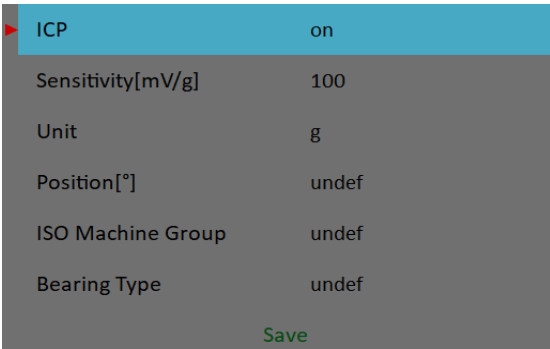 ICP on
Sensitivity[mV/g] 100
Unit g
Position[°] undef
ISO Machine Group undef
Bearing Type undef
Save